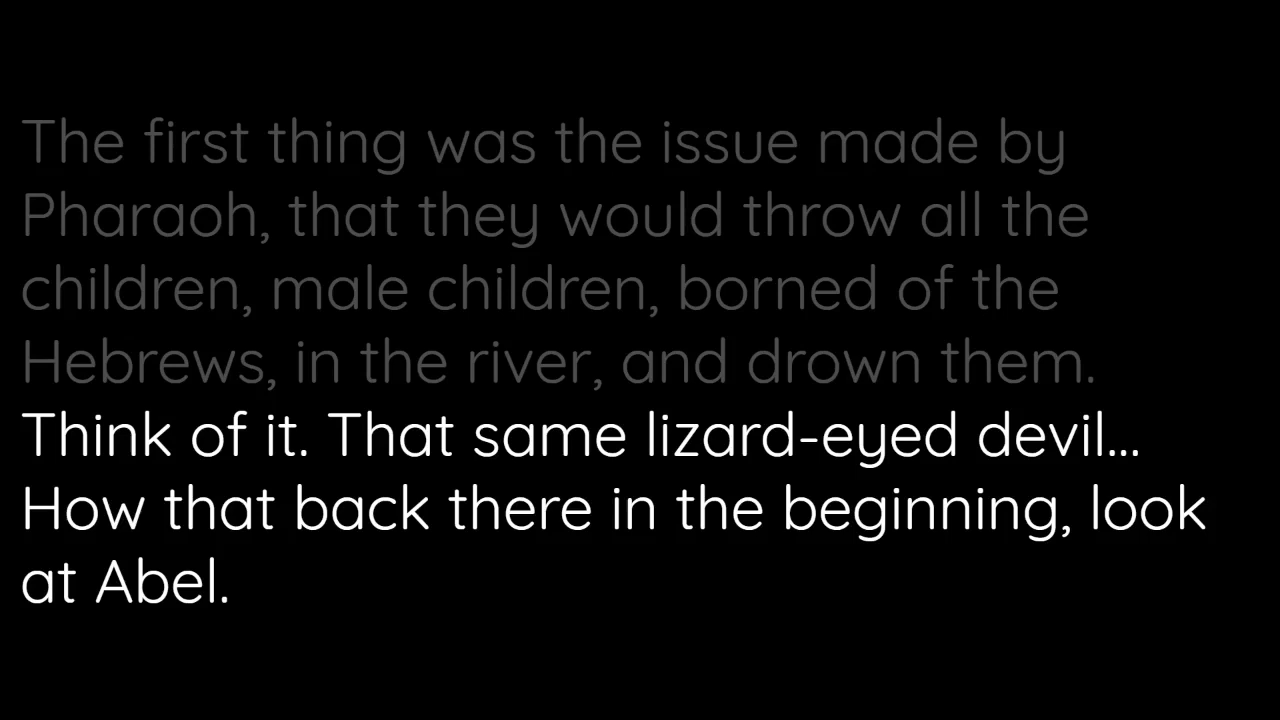 The first thing was the issue made by
Pharaoh, that they would throw all the
children, male children, borned of the
Hebrews, in the river, and drown them.
Think of it. That same lizard-eyed devil...
How that back there in the beginning, look
at Abel.